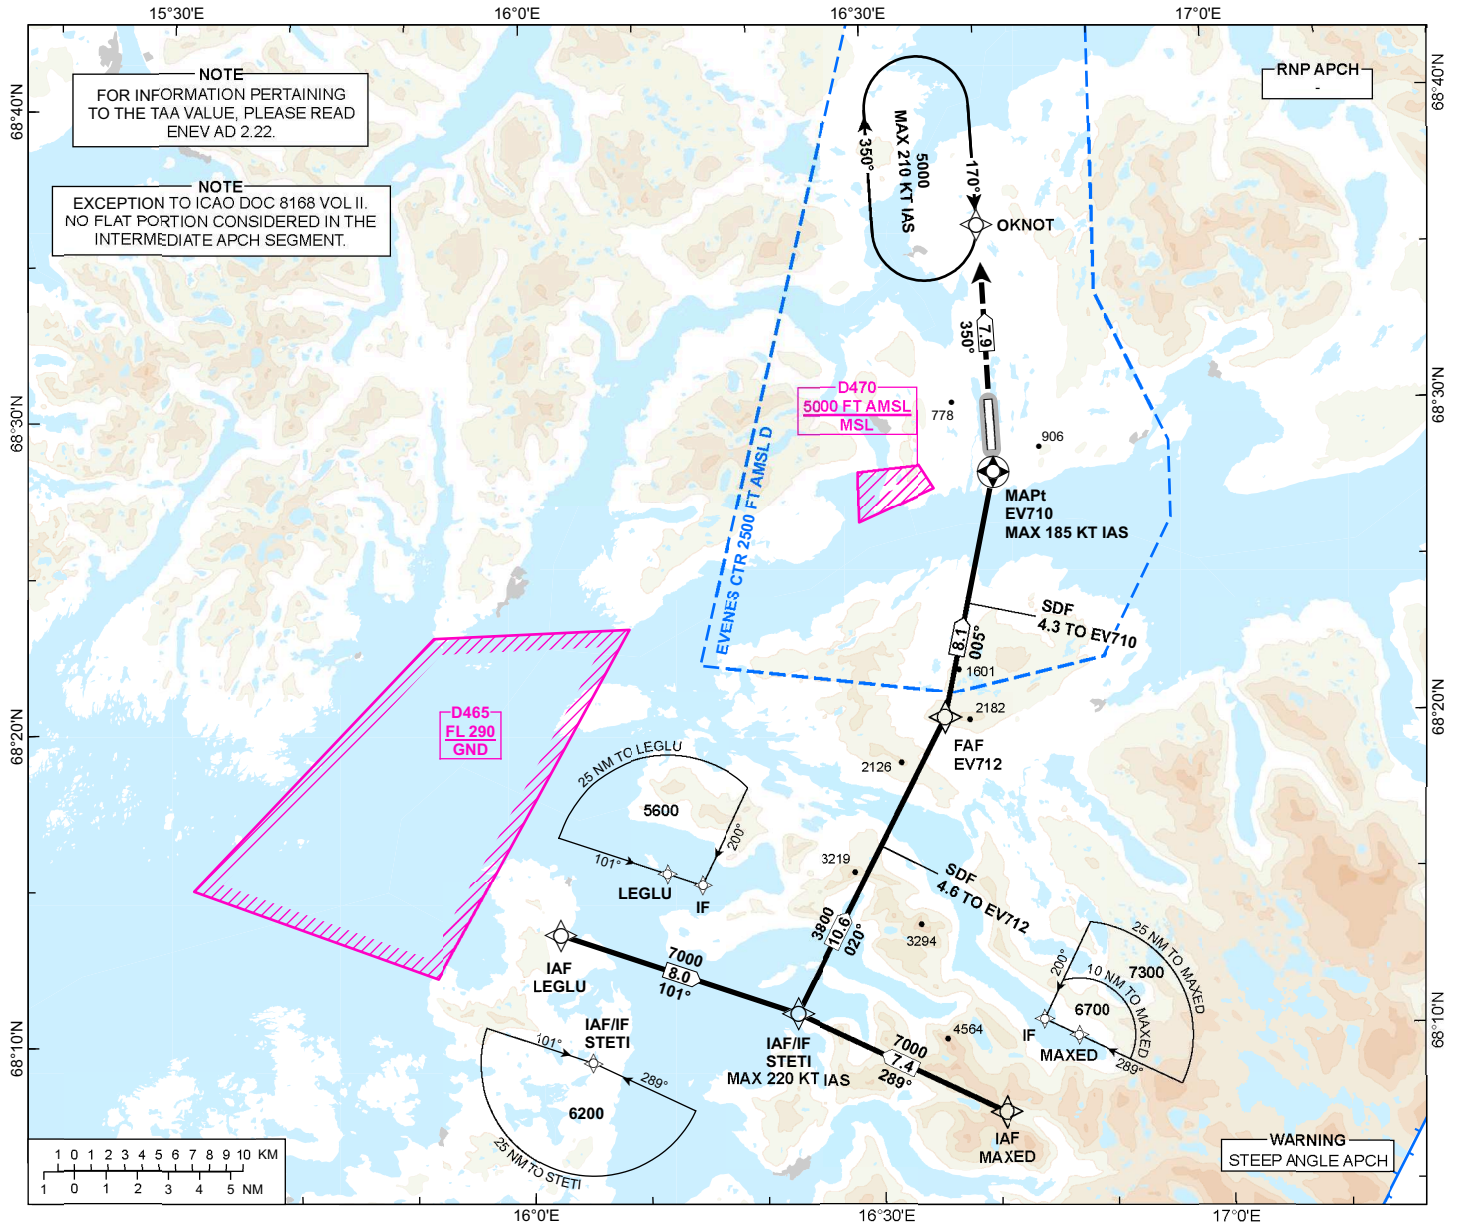 15°30'E
16°0'E
16°30'E
17°0'E
68°40'N
68°40'N
NOTE
FOR INFORMATION PERTAINING
TO THE TAA VALUE, PLEASE READ
ENEV AD 2.22.
RNP APCH
-
NOTE
EXCEPTION TO ICAO DOC 8168 VOL II.
NO FLAT PORTION CONSIDERED IN THE
INTERMEDIATE APCH SEGMENT.
5000
MAX 210 KT IAS
350°
170°
OKNOT
7.9
350°
68°30'N
68°30'N
D470
5000 FT AMSL
MSL
778
906
EVENES CTR 2500 FT AMSL D
MAPt
EV710
MAX 185 KT IAS
SDF
4.3 TO EV710
8.1
005°
1601
2182
68°20'N
68°20'N
D465
FL 290
GND
FAF
EV712
2126
25 NM TO LEGLU
5600
200°
101°
LEGLU
IF
3219
SDF
4.6 TO EV712
3800
10.6
020°
3294
IAF
LEGLU
7000
8.0
101°
25 NM TO MAXED
7300
10 NM TO MAXED
6700
200°
IF
MAXED
289°
68°10'N
68°10'N
IAF/IF
STETI
101°
289°
6200
25 NM TO STETI
IAF/IF
STETI
MAX 220 KT IAS
4564
7000
7.4
289°
IAF
MAXED
WARNING
STEEP ANGLE APCH
1 0 1 2 3 4 5 6 7 8 9 10 KM
1 0 1 2 3 4 5 NM
16°0'E
16°30'E
17°0'E